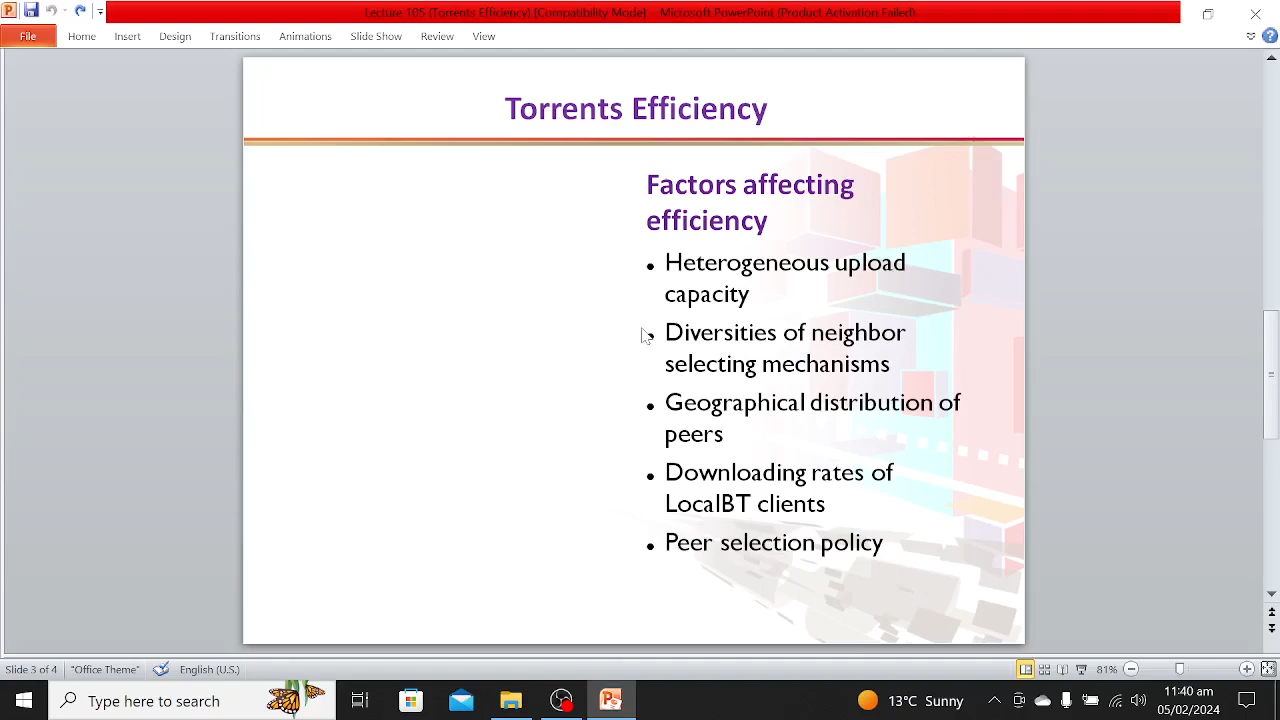 Lecture 105 (Torrents Efficiency) [Compatibility Mode] - Microsoft PowerPoint (Product Activation Failed)
File Home Insert Design Transitions Animations Slide Show Review View
Torrents Efficiency
Factors affecting
efficiency
• Heterogeneous upload
capacity
• Diversities of neighbor
selecting mechanisms
• Geographical distribution of
peers
• Downloading rates of
LocalBT clients
• Peer selection policy
Slide 3 of 4 "Office Theme" English (U.S.) 81%
Type here to search 13°C Sunny 11:40 am
05/02/2024